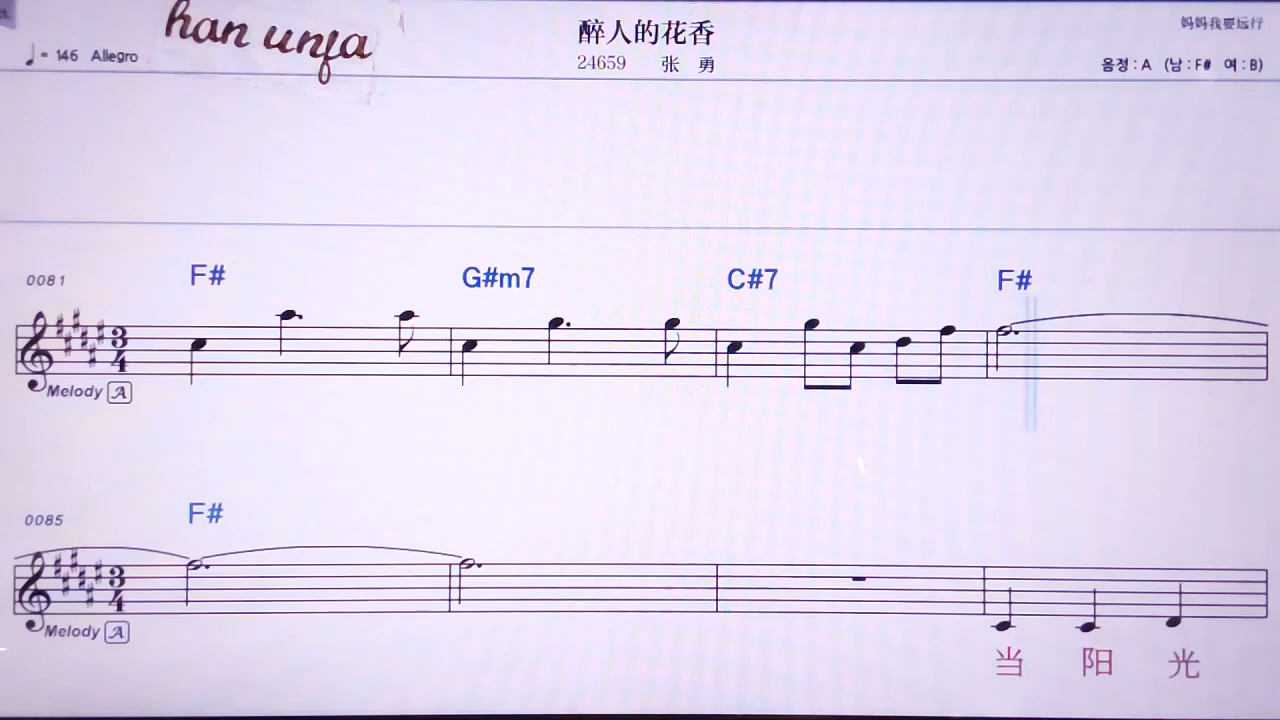 han unja
醉人的花香
妈妈我要远行
♩= 146 Allegro
24659 张 勇
음정 : A (남 : F# 여 : B)
0081 F# G#m7 C#7 F#
3/4
Melody A
0085 F#
3/4
Melody A
当 阳 光